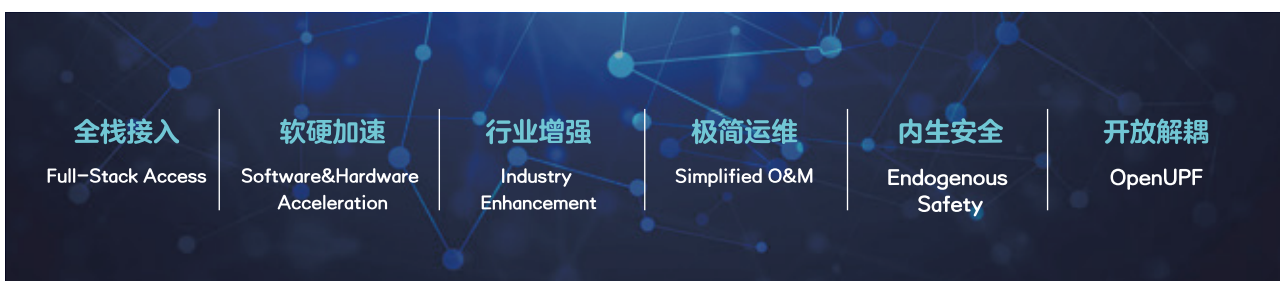 全栈接入
Full-Stack Access
软硬加速
Software&Hardware
Acceleration
行业增强
Industry
Enhancement
极简运维
Simplified O&M
内生安全
Endogenous
Safety
开放解耦
OpenUPF